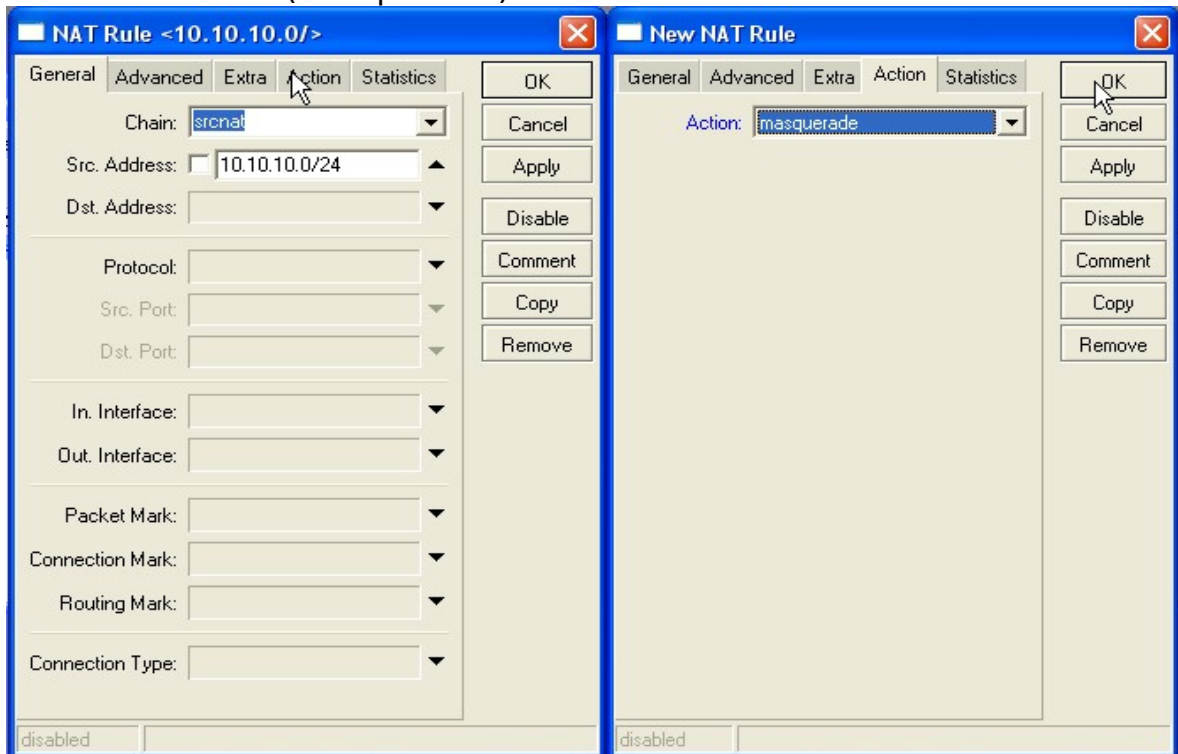 NAT Rule <10.10.10.0/>
General Advanced Extra Action Statistics
Chain: srcnat
Src. Address: 10.10.10.0/24
Dst. Address:
Protocol:
Src. Port:
Dst. Port:
In. Interface:
Out. Interface:
Packet Mark:
Connection Mark:
Routing Mark:
Connection Type:
OK
Cancel
Apply
Disable
Comment
Copy
Remove
disabled
New NAT Rule
General Advanced Extra Action Statistics
Action: masquerade
OK
Cancel
Apply
Disable
Comment
Copy
Remove
disabled